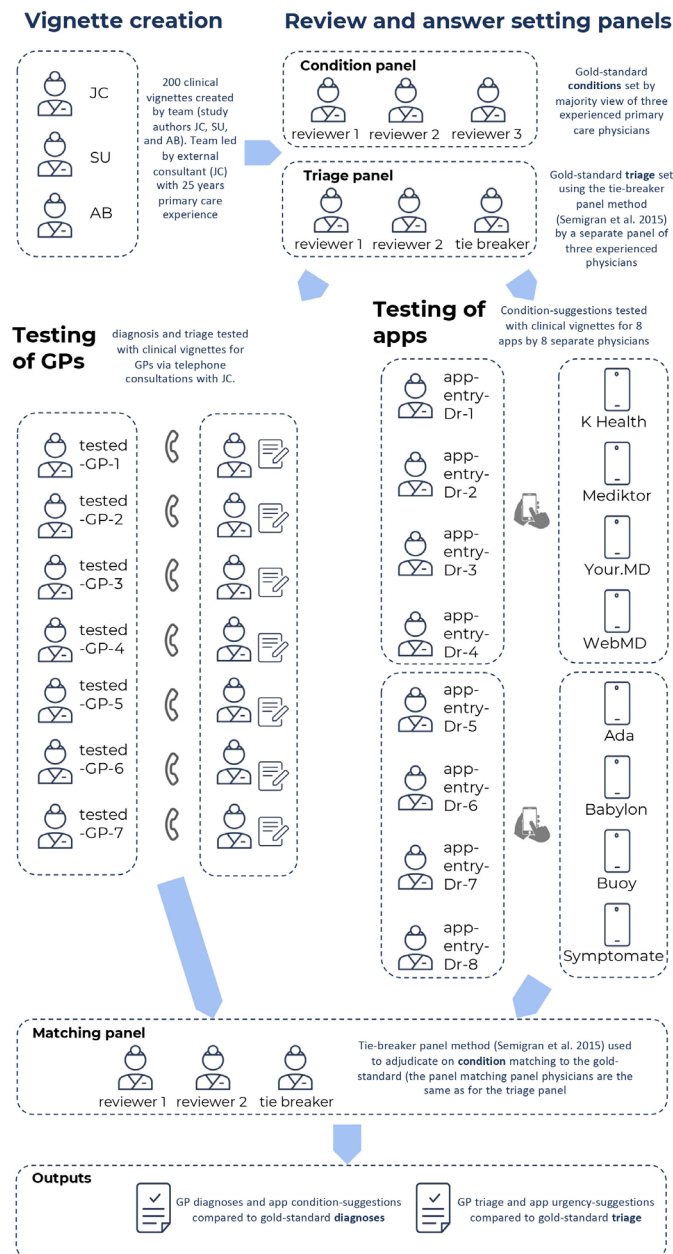 Vignette creation
Review and answer setting panels
JC
SU
AB
200 clinical
vignettes created
by team (study
authors JC, SU,
and AB). Team led
by external
consultant (JC)
with 25 years
primary care
experience
Condition panel
reviewer 1 reviewer 2 reviewer 3
Gold-standard
conditions set by
majority view of three
experienced primary
care physicians
Triage panel
reviewer 1 reviewer 2 tie breaker
Gold-standard triage set
using the tie-breaker
panel method
(Semigran et al. 2015)
by a separate panel of
three experienced
physicians
Testing
of GPs
diagnosis and triage tested
with clinical vignettes for
GPs via telephone
consultations with JC.
tested
-GP-1
tested
-GP-2
tested
-GP-3
tested
-GP-4
tested
-GP-5
tested
-GP-6
tested
-GP-7
Testing of
apps
Condition-suggestions tested
with clinical vignettes for 8
apps by 8 separate physicians
app-
entry-
Dr-1
app-
entry-
Dr-2
app-
entry-
Dr-3
app-
entry-
Dr-4
K Health
Mediktor
Your.MD
WebMD
app-
entry-
Dr-5
app-
entry-
Dr-6
app-
entry-
Dr-7
app-
entry-
Dr-8
Ada
Babylon
Buoy
Symptomate
Matching panel
reviewer 1 reviewer 2 tie breaker
Tie-breaker panel method (Semigran et al. 2015) used
to adjudicate on condition matching to the gold-
standard (the panel matching panel physicians are the
same as for the triage panel
Outputs
GP diagnoses and app condition-suggestions
compared to gold-standard diagnoses
GP triage and app urgency-suggestions
compared to gold-standard triage